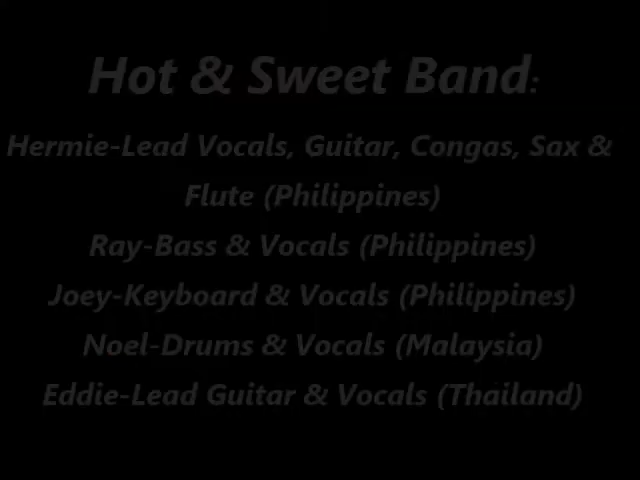 Hot & Sweet Band:
Hermie-Lead Vocals, Guitar, Congas, Sax &
Flute (Philippines)
Ray-Bass & Vocals (Philippines)
Joey-Keyboard & Vocals (Philippines)
Noel-Drums & Vocals (Malaysia)
Eddie-Lead Guitar & Vocals (Thailand)